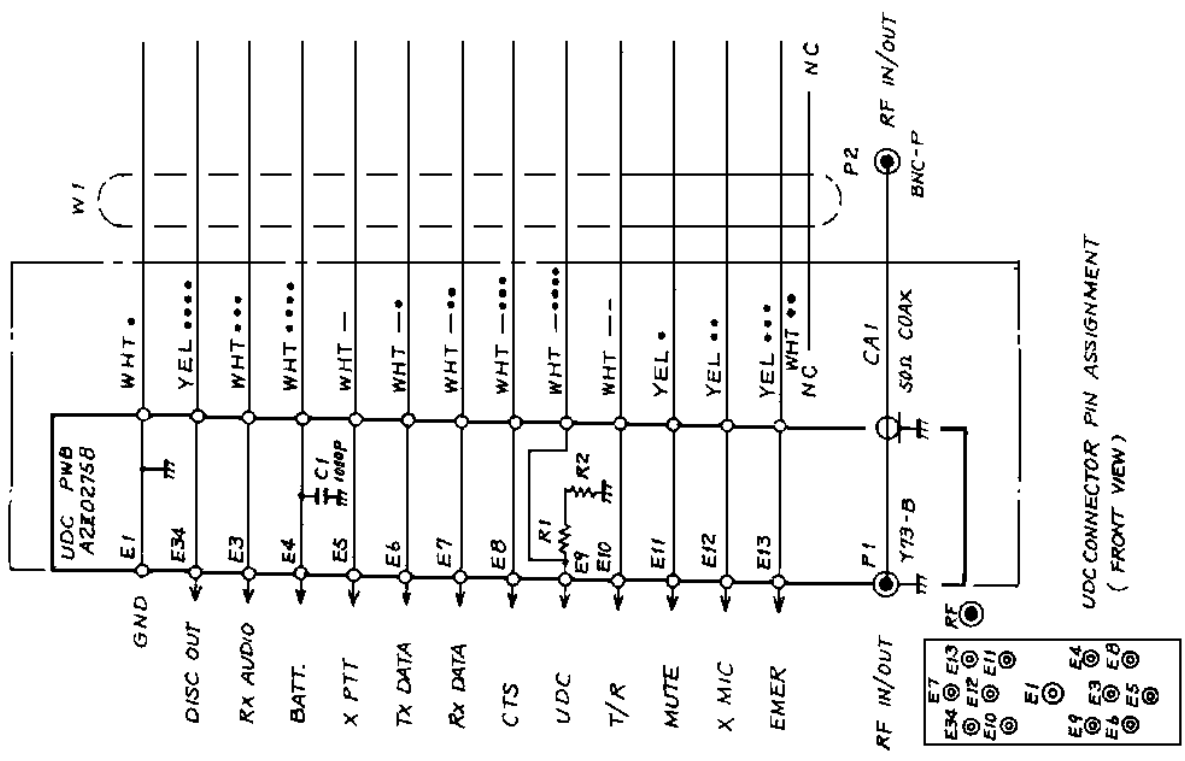 W1
P2
RF IN/OUT
BNC-P
NC
WHT •
YEL ••••
WHT •••
WHT ••••
WHT —
WHT —•
WHT —••
WHT —•••
WHT —••••
WHT ——
YEL •
YEL ••
YEL •••
WHT ••
NC
CA1
50Ω COAX
UDC PWB
C1
1000P
R1
R2
E1
E34
E3
E4
E5
E6
E7
E8
E9
E10
E11
E12
E13
P1
Y73-B
GND
DISC OUT
Rx AUDIO
BATT.
X PTT
Tx DATA
Rx DATA
CTS
UDC
T/R
MUTE
X MIC
EMER
RF IN/OUT
UDC CONNECTOR PIN ASSIGNMENT
( FRONT VIEW )
RF
E7 E13
E34 E12 E11
E10
E1
E4 E8
E9 E3
E6 E5